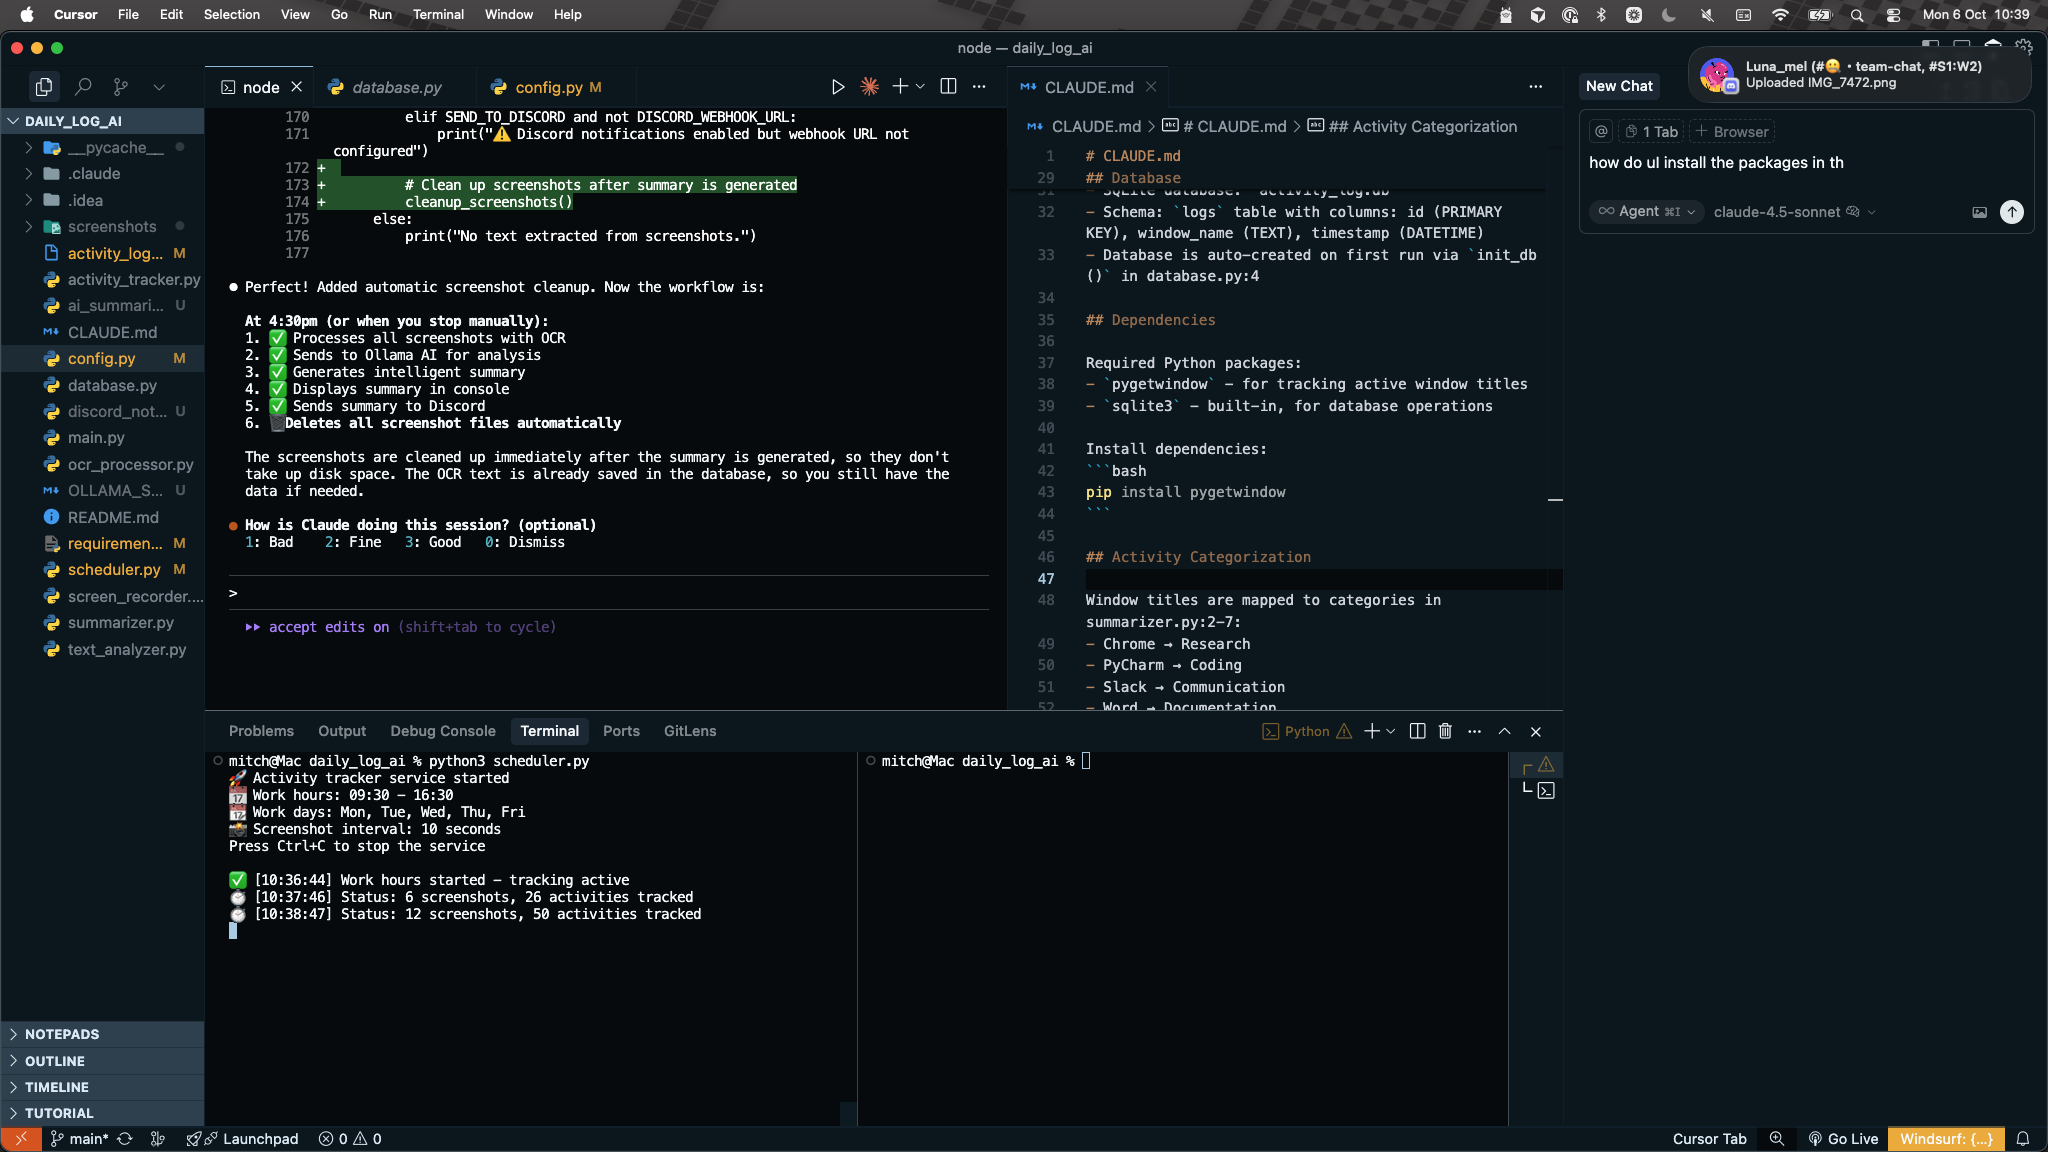 Cursor File Edit Selection View Go Run Terminal Window Help
Mon 6 Oct 10:39
node — daily_log_ai
Luna_mel (#😬 • team-chat, #S1:W2)
Uploaded IMG_7472.png
DAILY_LOG_AI
__pycache__
.claude
.idea
screenshots
activity_log... M
activity_tracker.py
ai_summari... U
CLAUDE.md
config.py M
database.py
discord_not... U
main.py
ocr_processor.py
OLLAMA_S... U
README.md
requiremen... M
scheduler.py M
screen_recorder....
summarizer.py
text_analyzer.py
NOTEPADS
OUTLINE
TIMELINE
TUTORIAL
node
database.py
config.py M
170 elif SEND_TO_DISCORD and not DISCORD_WEBHOOK_URL:
171 print("⚠️ Discord notifications enabled but webhook URL not
configured")
172 +
173 + # Clean up screenshots after summary is generated
174 + cleanup_screenshots()
175 else:
176 print("No text extracted from screenshots.")
177
● Perfect! Added automatic screenshot cleanup. Now the workflow is:
At 4:30pm (or when you stop manually):
1. ✅ Processes all screenshots with OCR
2. ✅ Sends to Ollama AI for analysis
3. ✅ Generates intelligent summary
4. ✅ Displays summary in console
5. ✅ Sends summary to Discord
6. 🗑️Deletes all screenshot files automatically
The screenshots are cleaned up immediately after the summary is generated, so they don't
take up disk space. The OCR text is already saved in the database, so you still have the
data if needed.
● How is Claude doing this session? (optional)
1: Bad 2: Fine 3: Good 0: Dismiss
>
⏵⏵ accept edits on (shift+tab to cycle)
CLAUDE.md
CLAUDE.md > # CLAUDE.md > ## Activity Categorization
1 # CLAUDE.md
29 ## Database
31 - SQLite database: `activity_log.db`
32 - Schema: `logs` table with columns: id (PRIMARY
KEY), window_name (TEXT), timestamp (DATETIME)
33 - Database is auto-created on first run via `init_db
()` in database.py:4
34
35 ## Dependencies
36
37 Required Python packages:
38 - `pygetwindow` - for tracking active window titles
39 - `sqlite3` - built-in, for database operations
40
41 Install dependencies:
42 ```bash
43 pip install pygetwindow
44 ```
45
46 ## Activity Categorization
47
48 Window titles are mapped to categories in
summarizer.py:2-7:
49 - Chrome → Research
50 - PyCharm → Coding
51 - Slack → Communication
52 - Word → Documentation
New Chat
@ 1 Tab + Browser
how do uI install the packages in th
∞ Agent ⌘I claude-4.5-sonnet
Problems Output Debug Console Terminal Ports GitLens
Python
mitch@Mac daily_log_ai % python3 scheduler.py
🚀 Activity tracker service started
📅 Work hours: 09:30 - 16:30
📆 Work days: Mon, Tue, Wed, Thu, Fri
📸 Screenshot interval: 10 seconds
Press Ctrl+C to stop the service
✅ [10:36:44] Work hours started - tracking active
⏱️ [10:37:46] Status: 6 screenshots, 26 activities tracked
⏱️ [10:38:47] Status: 12 screenshots, 50 activities tracked
mitch@Mac daily_log_ai %
main* Launchpad 0 0
Cursor Tab Go Live Windsurf: {...}